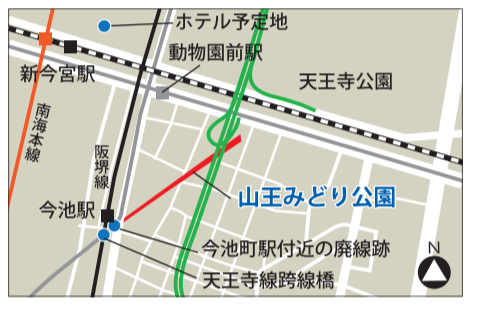 ホテル予定地
動物園前駅
新今宮駅
天王寺公園
南海本線
阪堺線
山王みどり公園
今池駅
今池町駅付近の廃線跡
天王寺線跨線橋
N